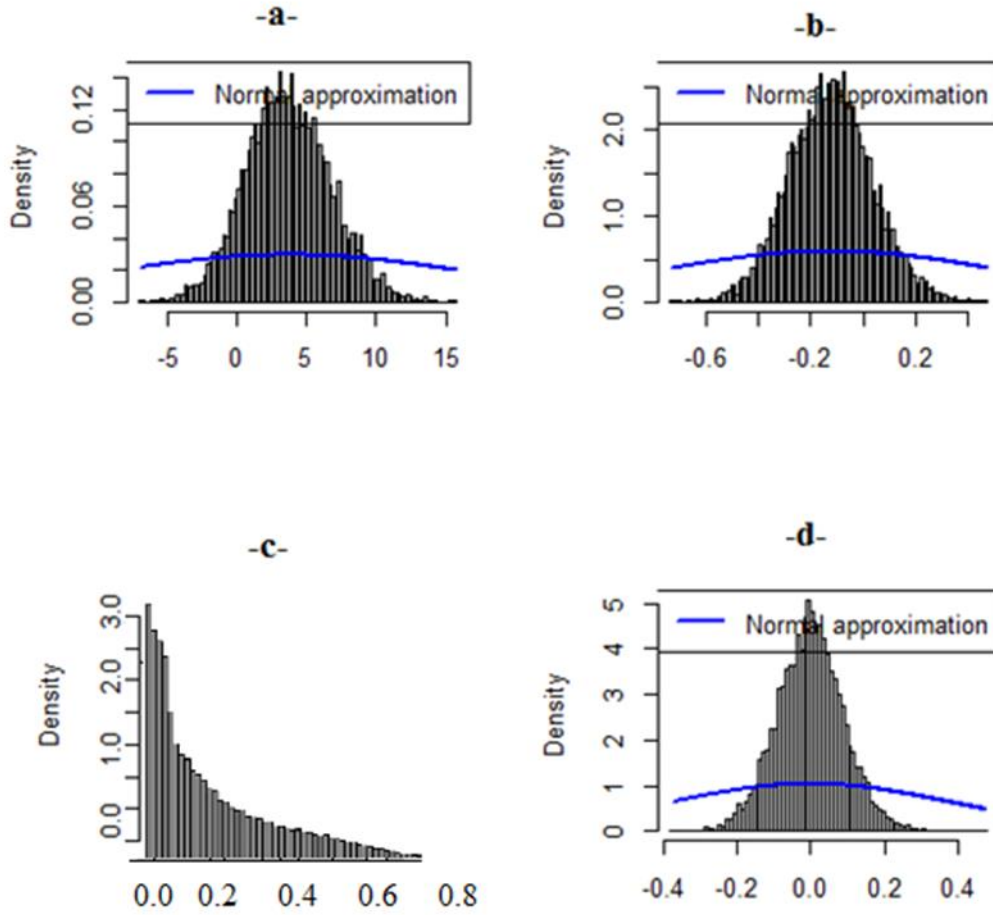 -a-
Density
0.00 0.06 0.12
Normal approximation
-5 0 5 10 15
-b-
Density
0.0 1.0 2.0
Normal approximation
-0.6 -0.2 0.2
-c-
Density
0.0 1.0 2.0 3.0
0.0 0.2 0.4 0.6 0.8
-d-
Density
0 1 2 3 4 5
Normal approximation
-0.4 -0.2 0.0 0.2 0.4